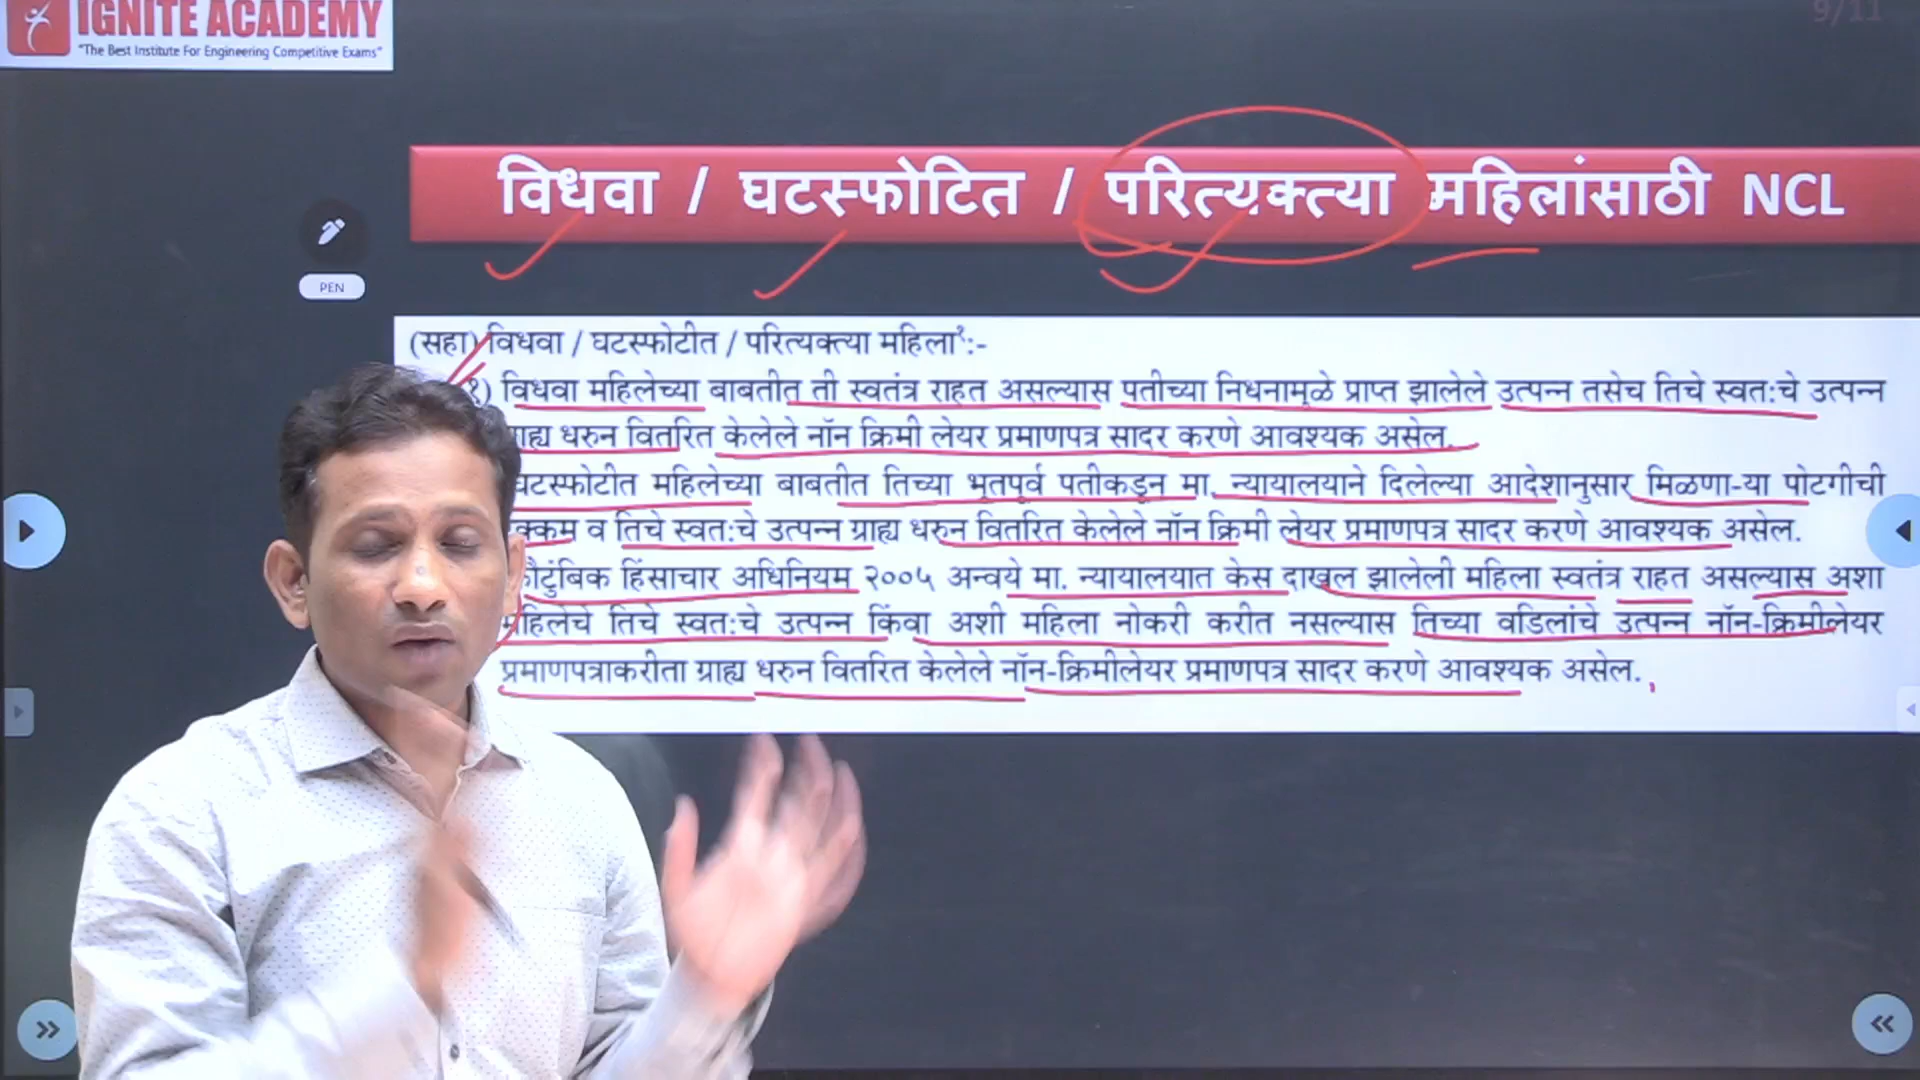 IGNITE ACADEMY
"The Best Institute For Engineering Competitive Exams"
9/11
विधवा / घटस्फोटित / परित्यक्त्या महिलांसाठी NCL
PEN
(सहा) विधवा / घटस्फोटीत / परित्यक्त्या महिला२:-
१) विधवा महिलेच्या बाबतीत ती स्वतंत्र राहत असल्यास पतीच्या निधनामुळे प्राप्त झालेले उत्पन्न तसेच तिचे स्वत:चे उत्पन्न
धरुन वितरित केलेले नॉन क्रिमी लेयर प्रमाणपत्र सादर करणे आवश्यक असेल.
महिलेच्या बाबतीत तिच्या भूतपूर्व पतीकडून मा. न्यायालयाने दिलेल्या आदेशानुसार मिळणा-या पोटगीची
व तिचे स्वत:चे उत्पन्न ग्राह्य धरुन वितरित केलेले नॉन क्रिमी लेयर प्रमाणपत्र सादर करणे आवश्यक असेल.
हिंसाचार अधिनियम २००५ अन्वये मा. न्यायालयात केस दाखल झालेली महिला स्वतंत्र राहत असल्यास अशा
महिलेचे तिचे स्वत:चे उत्पन्न किंवा अशी महिला नोकरी करीत नसल्यास तिच्या वडिलांचे उत्पन्न नॉन-क्रिमीलेयर
प्रमाणपत्राकरीता ग्राह्य धरुन वितरित केलेले नॉन-क्रिमीलेयर प्रमाणपत्र सादर करणे आवश्यक असेल.